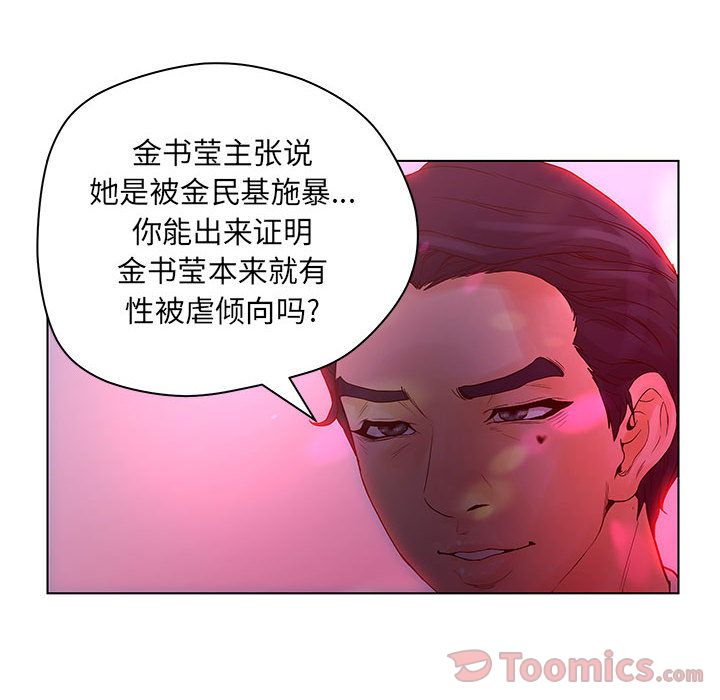 金书莹主张说
她是被金民基施暴...
你能出来证明
金书莹本来就有
性被虐倾向吗?
Toomics.com